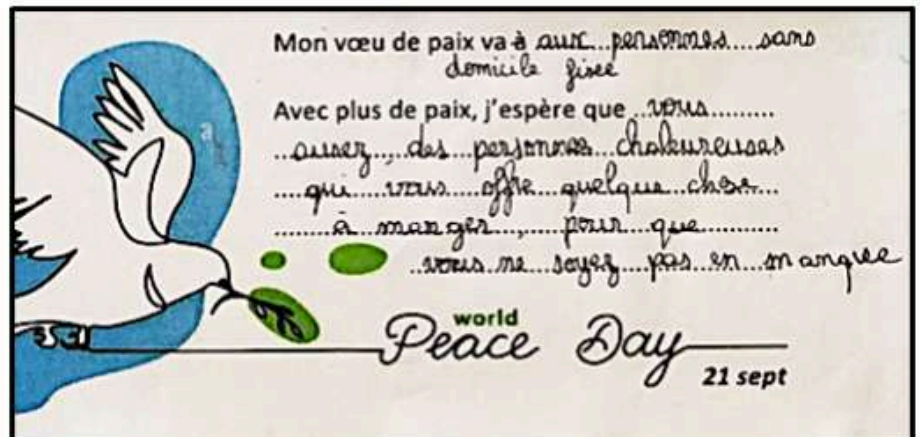 Mon vœu de paix va à aux personnes sans
domicile fixee
Avec plus de paix, j'espère que vous
aurez, des personnes chaleureuses
qui vous offre quelque chose
à manger, pour que
vous ne soyez pas en manquee
world
Peace Day
21 sept